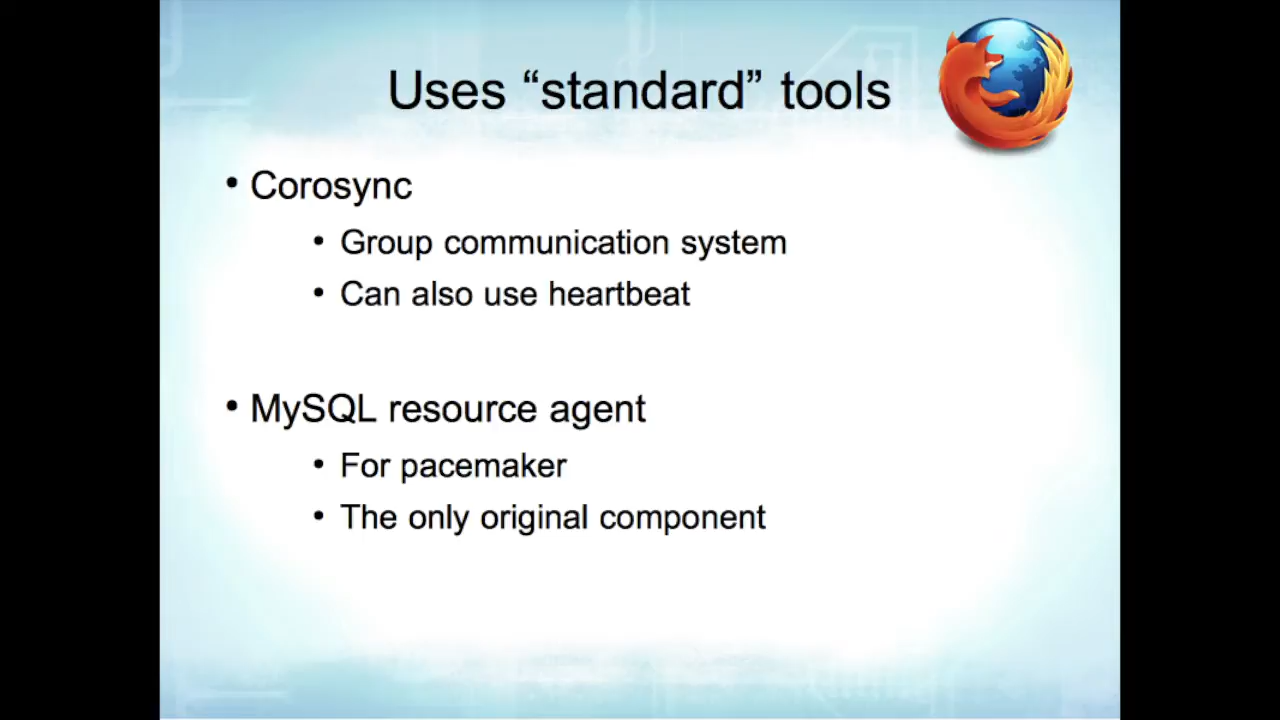 Uses “standard” tools
• Corosync
• Group communication system
• Can also use heartbeat
• MySQL resource agent
• For pacemaker
• The only original component